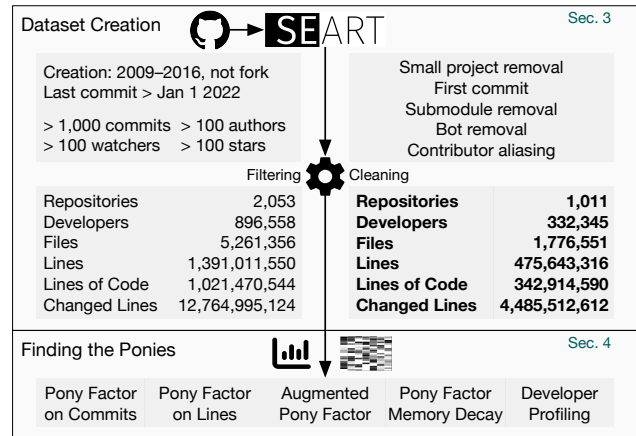 Dataset Creation
SEART
Sec. 3
Creation: 2009–2016, not fork
Last commit > Jan 1 2022
> 1,000 commits > 100 authors
> 100 watchers > 100 stars
Small project removal
First commit
Submodule removal
Bot removal
Contributor aliasing
Filtering
Cleaning
Repositories 2,053
Developers 896,558
Files 5,261,356
Lines 1,391,011,550
Lines of Code 1,021,470,544
Changed Lines 12,764,995,124
Repositories 1,011
Developers 332,345
Files 1,776,551
Lines 475,643,316
Lines of Code 342,914,590
Changed Lines 4,485,512,612
Finding the Ponies
Sec. 4
Pony Factor
on Commits
Pony Factor
on Lines
Augmented
Pony Factor
Pony Factor
Memory Decay
Developer
Profiling